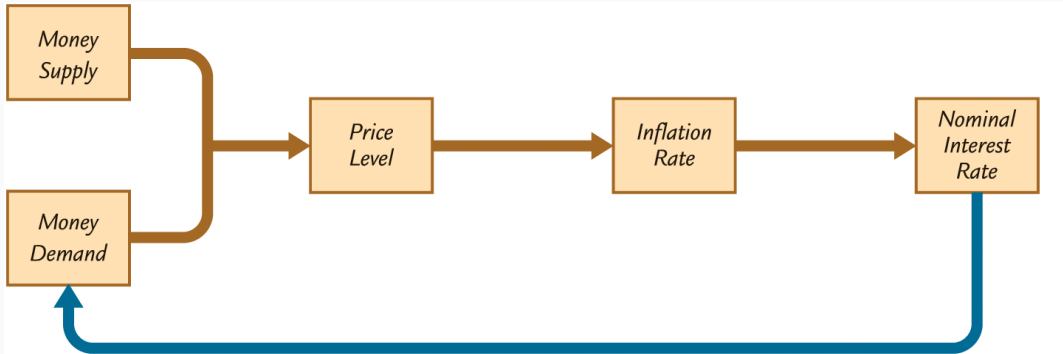 Money
Supply
Price
Level
Inflation
Rate
Nominal
Interest
Rate
Money
Demand